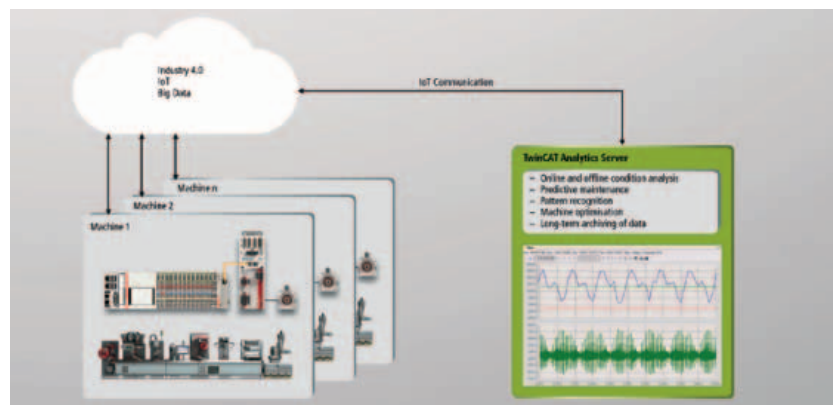 Industry 4.0
IoT
Big Data
IoT Communication
Machine n
Machine 2
Machine 1
TwinCAT Analytics Server
– Online and offline condition analysis
– Predictive maintenance
– Pattern recognition
– Machine optimisation
– Long-term archiving of data